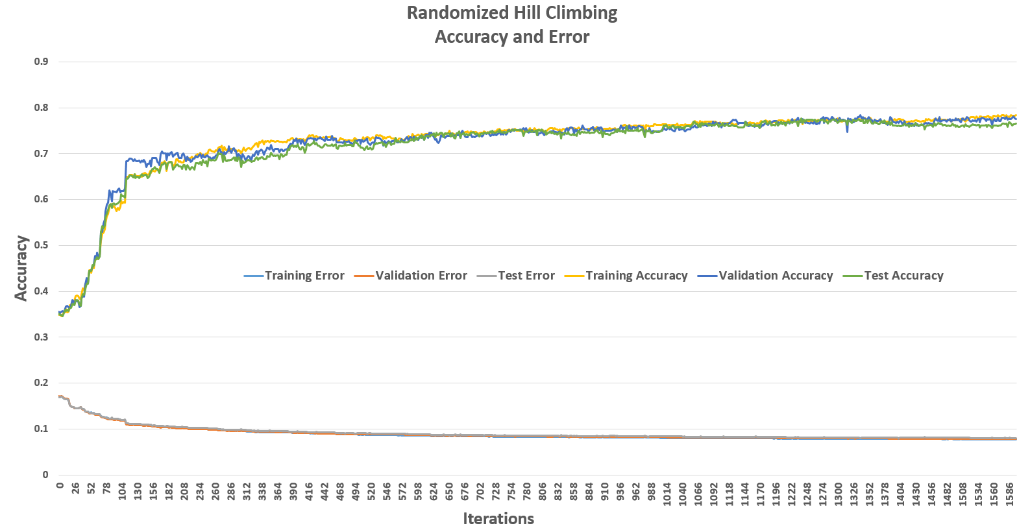 Randomized Hill Climbing
Accuracy and Error
0.9
0.8
0.7
0.6
0.5
0.4
0.3
0.2
0.1
0
Accuracy
Training Error Validation Error Test Error Training Accuracy Validation Accuracy Test Accuracy
0 26 52 78 104 130 156 182 208 234 260 286 312 338 364 390 416 442 468 494 520 546 572 598 624 650 676 702 728 754 780 806 832 858 884 910 936 962 988 1014 1040 1066 1092 1118 1144 1170 1196 1222 1248 1274 1300 1326 1352 1378 1404 1430 1456 1482 1508 1534 1560 1586
Iterations